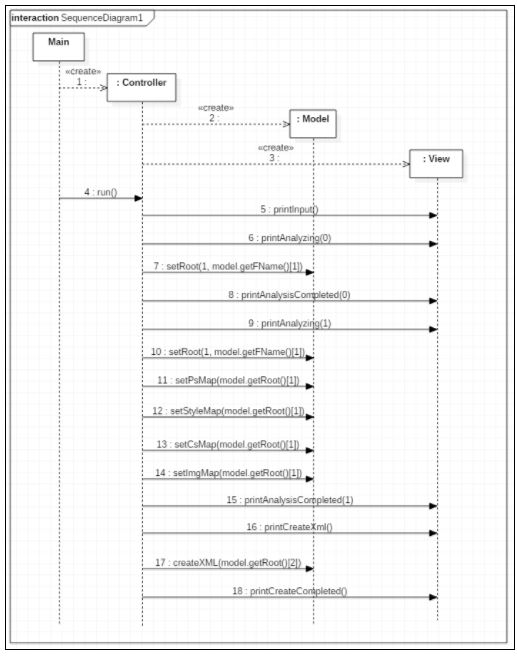 interaction SequenceDiagram1
Main
«create»
1 :
: Controller
«create»
2 :
: Model
«create»
3 :
: View
4 : run()
5 : printInput()
6 : printAnalyzing(0)
7 : setRoot(1, model.getFName()[1])
8 : printAnalysisCompleted(0)
9 : printAnalyzing(1)
10 : setRoot(1, model.getFName()[1])
11 : setPsMap(model.getRoot()[1])
12 : setStyleMap(model.getRoot()[1])
13 : setCsMap(model.getRoot()[1])
14 : setImgMap(model.getRoot()[1])
15 : printAnalysisCompleted(1)
16 : printCreateXml()
17 : createXML(model.getRoot()[2])
18 : printCreateCompleted()